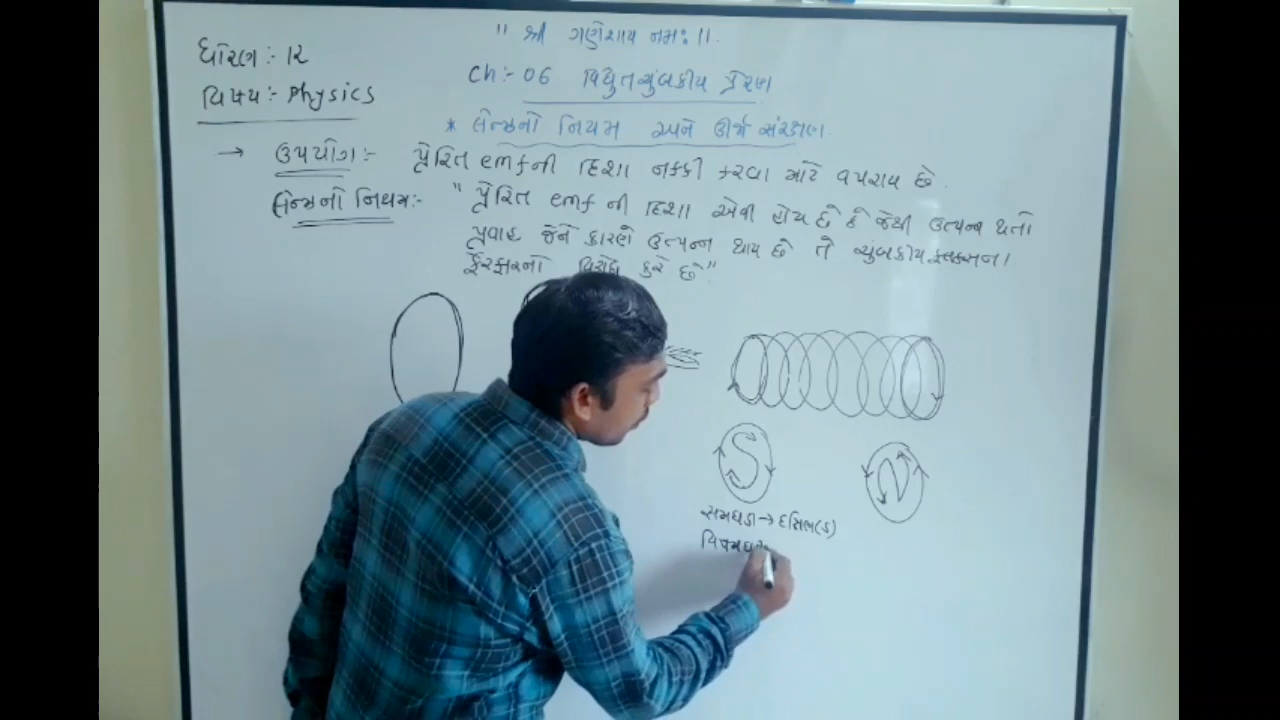 " શ્રી ગણેશાય નમઃ ll.
ધોરણ :- 12
વિષય :- Physics
Ch :- 06 વિદ્યુતચુંબકીય પ્રેરણ
* લેન્ઝનો નિયમ અને ઊર્જા સંરક્ષણ
→ ઉપયોગ :- પ્રેરિત emfની દિશા નક્કી કરવા માટે વપરાય છે.
લેન્ઝનો નિયમ :- " પ્રેરિત emf ની દિશા એવી હોય છે કે જેથી ઉત્પન્ન થતો
પ્રવાહ જેને કારણે ઉત્પન્ન થાય છે તે ચુંબકીય ફ્લક્સના
ફેરફારનો વિરોધ કરે છે"
S
N
સમઘડી → દક્ષિણ(S)